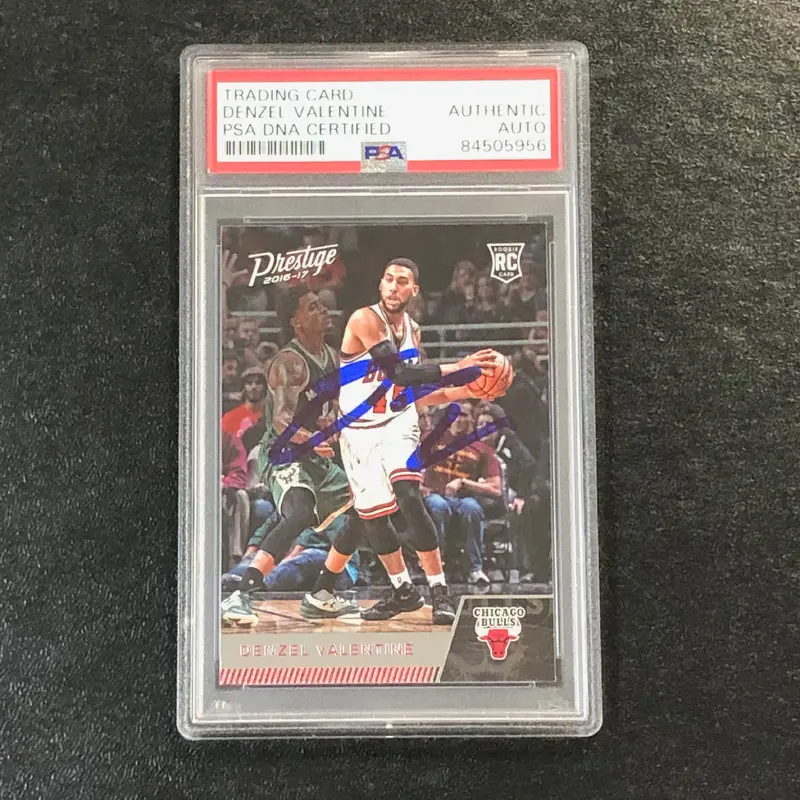 TRADING CARD
DENZEL VALENTINE
PSA DNA CERTIFIED
AUTHENTIC
AUTO
84505956
PSA
Prestige
2016-17
ROOKIE
RC
CARD
CHICAGO
BULLS
DENZEL VALENTINE